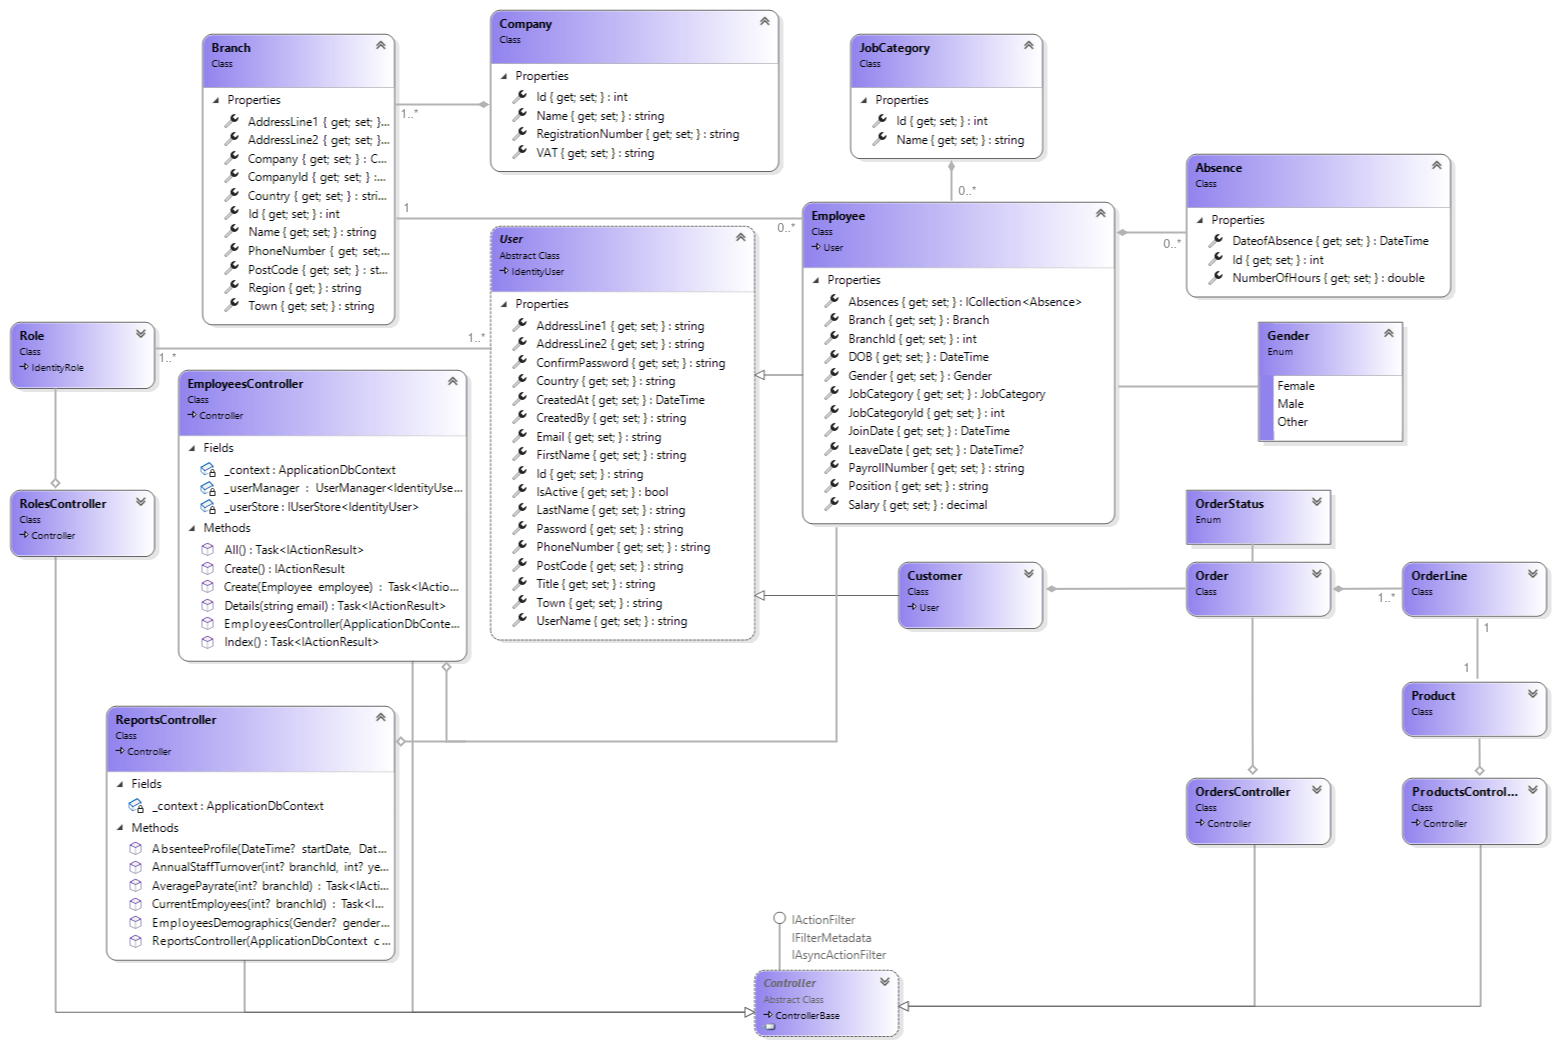 Branch
Class
Properties
AddressLine1 { get; set; }...
AddressLine2 { get; set; }...
Company { get; set; } : C...
CompanyId { get; set; } :...
Country { get; set; } : stri...
Id { get; set; } : int
Name { get; set; } : string
PhoneNumber { get; set;...
PostCode { get; set; } : st...
Region { get; } : string
Town { get; set; } : string
1..*
Company
Class
Properties
Id { get; set; } : int
Name { get; set; } : string
RegistrationNumber { get; set; } : string
VAT { get; set; } : string
JobCategory
Class
Properties
Id { get; set; } : int
Name { get; set; } : string
0..*
Absence
Class
Properties
DateofAbsence { get; set; } : DateTime
Id { get; set; } : int
NumberOfHours { get; set; } : double
0..*
1
0..*
Employee
Class
User
Properties
Absences { get; set; } : ICollection<Absence>
Branch { get; set; } : Branch
BranchId { get; set; } : int
DOB { get; set; } : DateTime
Gender { get; set; } : Gender
JobCategory { get; set; } : JobCategory
JobCategoryId { get; set; } : int
JoinDate { get; set; } : DateTime
LeaveDate { get; set; } : DateTime?
PayrollNumber { get; set; } : string
Position { get; set; } : string
Salary { get; set; } : decimal
User
Abstract Class
IdentityUser
Properties
AddressLine1 { get; set; } : string
AddressLine2 { get; set; } : string
ConfirmPassword { get; set; } : string
Country { get; set; } : string
CreatedAt { get; set; } : DateTime
CreatedBy { get; set; } : string
Email { get; set; } : string
FirstName { get; set; } : string
Id { get; set; } : string
IsActive { get; set; } : bool
LastName { get; set; } : string
Password { get; set; } : string
PhoneNumber { get; set; } : string
PostCode { get; set; } : string
Title { get; set; } : string
Town { get; set; } : string
UserName { get; set; } : string
Gender
Enum
Female
Male
Other
Role
Class
IdentityRole
1..*
1..*
EmployeesController
Class
Controller
Fields
_context : ApplicationDbContext
_userManager : UserManager<IdentityUse...
_userStore : IUserStore<IdentityUser>
Methods
All() : Task<IActionResult>
Create() : IActionResult
Create(Employee employee) : Task<IActio...
Details(string email) : Task<IActionResult>
EmployeesController(ApplicationDbConte...
Index() : Task<IActionResult>
RolesController
Class
Controller
OrderStatus
Enum
Customer
Class
User
Order
Class
1..*
OrderLine
Class
1
1
Product
Class
ReportsController
Class
Controller
Fields
_context : ApplicationDbContext
Methods
AbsenteeProfile(DateTime? startDate, Dat...
AnnualStaffTurnover(int? branchId, int? ye...
AveragePayrate(int? branchId) : Task<IActi...
CurrentEmployees(int? branchId) : Task<I...
EmployeesDemographics(Gender? gender...
ReportsController(ApplicationDbContext c...
OrdersController
Class
Controller
ProductsControl...
Class
Controller
IActionFilter
IFilterMetadata
IAsyncActionFilter
Controller
Abstract Class
ControllerBase